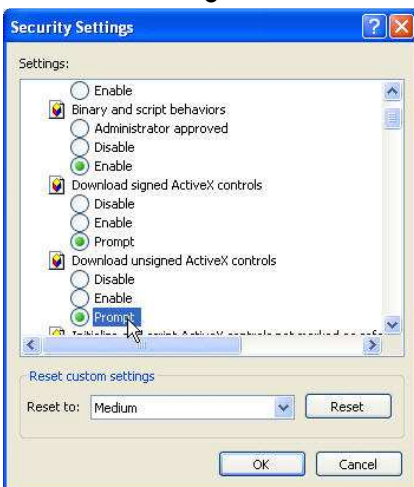 Security Settings
Settings:
Enable
Binary and script behaviors
Administrator approved
Disable
Enable
Download signed ActiveX controls
Disable
Enable
Prompt
Download unsigned ActiveX controls
Disable
Enable
Prompt
Reset custom settings
Reset to: Medium Reset
OK Cancel